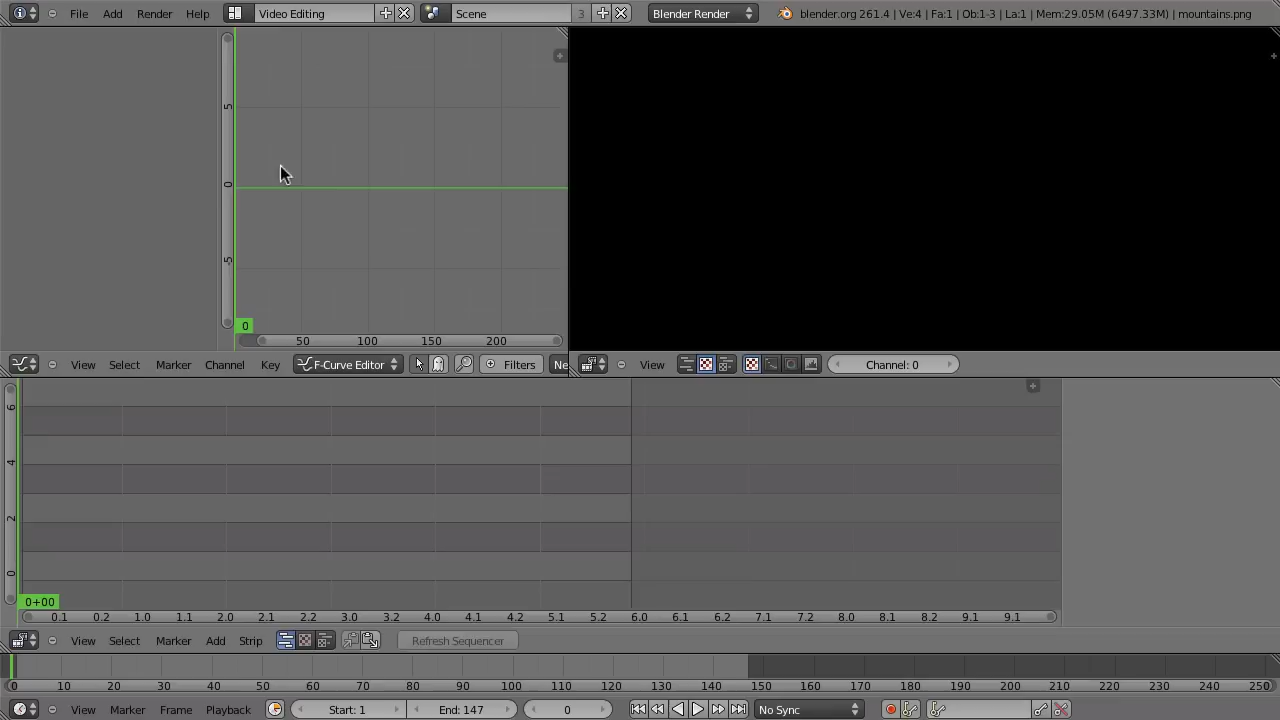 File Add Render Help Video Editing Scene 3 Blender Render blender.org 261.4 | Ve:4 | Fa:1 | Ob:1-3 | La:1 | Mem:29.05M (6497.33M) | mountains.png
5
0
-5
0
50 100 150 200
View Select Marker Channel Key F-Curve Editor Filters Ne View Channel: 0
6
4
2
0
0+00
0.1 0.2 1.0 1.1 2.0 2.1 2.2 3.0 3.2 4.0 4.1 4.2 5.1 5.2 6.0 6.1 6.2 7.1 7.2 8.0 8.1 8.2 9.1 9.1
View Select Marker Add Strip Refresh Sequencer
0 10 20 30 40 50 60 70 80 90 100 110 120 130 140 150 160 170 180 190 200 210 220 230 240 250
View Marker Frame Playback Start: 1 End: 147 0 No Sync